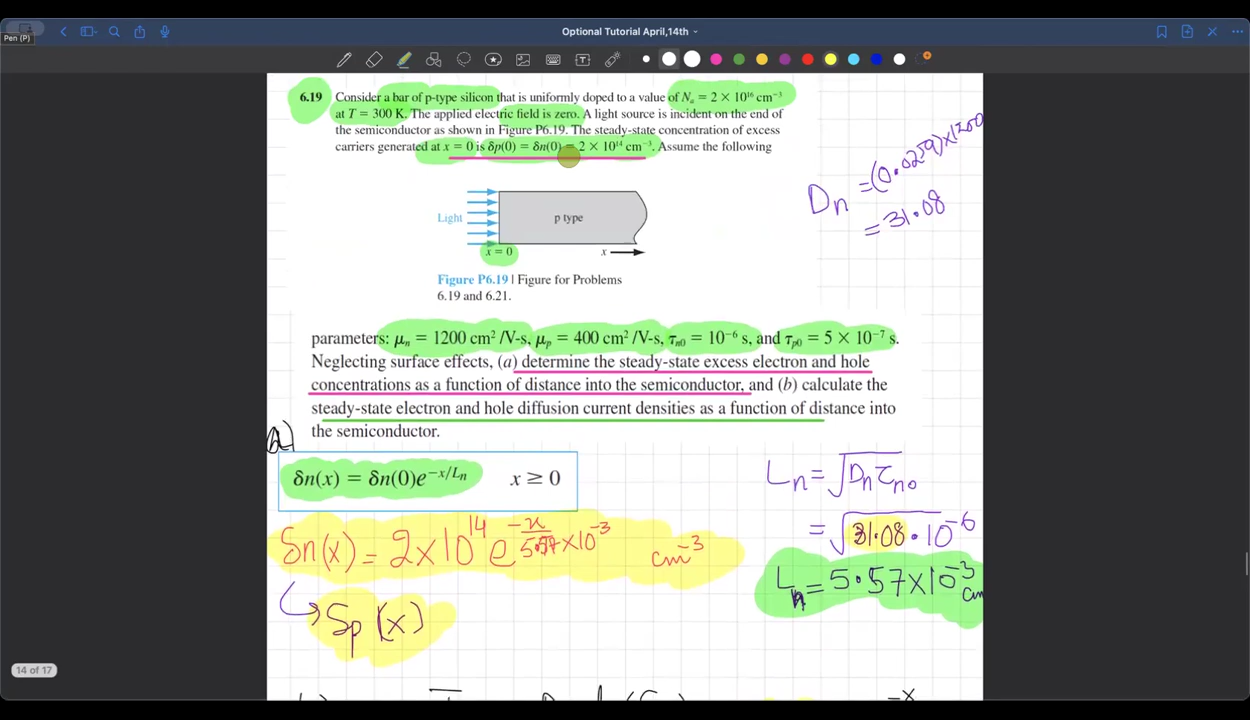 Pen (P)
Optional Tutorial April,14th
6.19 Consider a bar of p-type silicon that is uniformly doped to a value of Nₐ = 2 × 10¹⁶ cm⁻³
at T = 300 K. The applied electric field is zero. A light source is incident on the end of
the semiconductor as shown in Figure P6.19. The steady-state concentration of excess
carriers generated at x = 0 is δp(0) = δn(0) = 2 × 10¹⁴ cm⁻³. Assume the following
Dn = (0.0259)×1200
= 31.08
Light
p type
x = 0
x
Figure P6.19 | Figure for Problems
6.19 and 6.21.
parameters: μₙ = 1200 cm² /V-s, μₚ = 400 cm² /V-s, τₙ₀ = 10⁻⁶ s, and τₚ₀ = 5 × 10⁻⁷ s.
Neglecting surface effects, (a) determine the steady-state excess electron and hole
concentrations as a function of distance into the semiconductor, and (b) calculate the
steady-state electron and hole diffusion current densities as a function of distance into
the semiconductor.
a)
δn(x) = δn(0)e^−x/Lₙ x ≥ 0
Ln = √Dn τn0
δn(x) = 2×10¹⁴ e^−x/5.57×10⁻³ cm⁻³
= √31.08 · 10⁻⁶
Ln = 5.57×10⁻³ cm
δp(x)
14 of 17